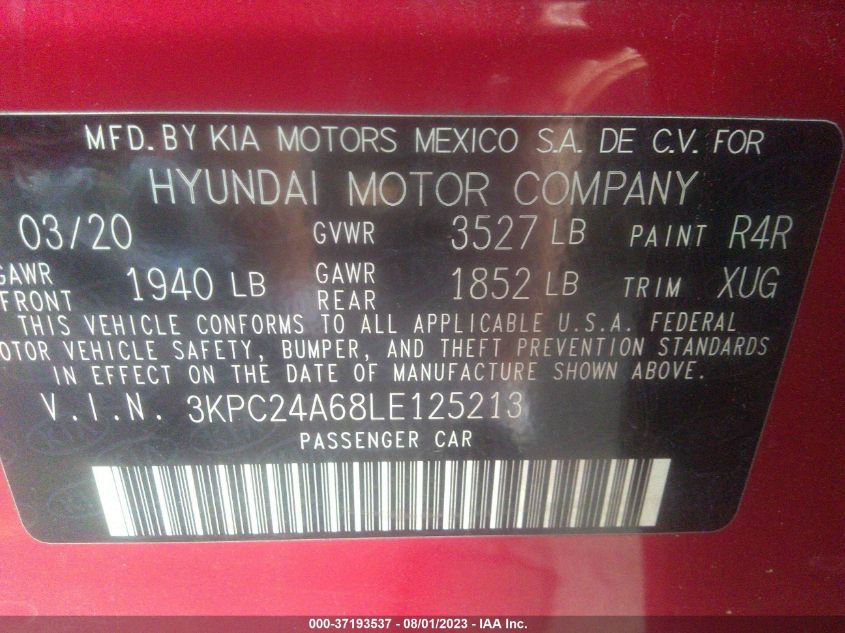 MFD. BY KIA MOTORS MEXICO S.A. DE C.V. FOR
HYUNDAI MOTOR COMPANY
03/20 GVWR 3527 LB PAINT R4R
GAWR FRONT 1940 LB GAWR REAR 1852 LB TRIM XUG
THIS VEHICLE CONFORMS TO ALL APPLICABLE U.S.A. FEDERAL
OTOR VEHICLE SAFETY, BUMPER, AND THEFT PREVENTION STANDARDS
IN EFFECT ON THE DATE OF MANUFACTURE SHOWN ABOVE.
V.I.N. 3KPC24A68LE125213
PASSENGER CAR
000-37193537 - 08/01/2023 - IAA Inc.